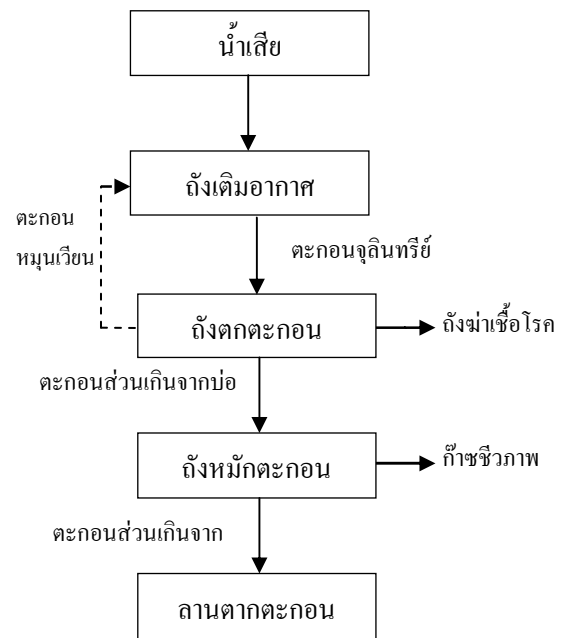 น้ำเสีย
ถังเติมอากาศ
ตะกอน
หมุนเวียน
ตะกอนจุลินทรีย์
ถังตกตะกอน
ถังฆ่าเชื้อโรค
ตะกอนส่วนเกินจากบ่อ
ถังหมักตะกอน
ก๊าซชีวภาพ
ตะกอนส่วนเกินจาก
ลานตากตะกอน